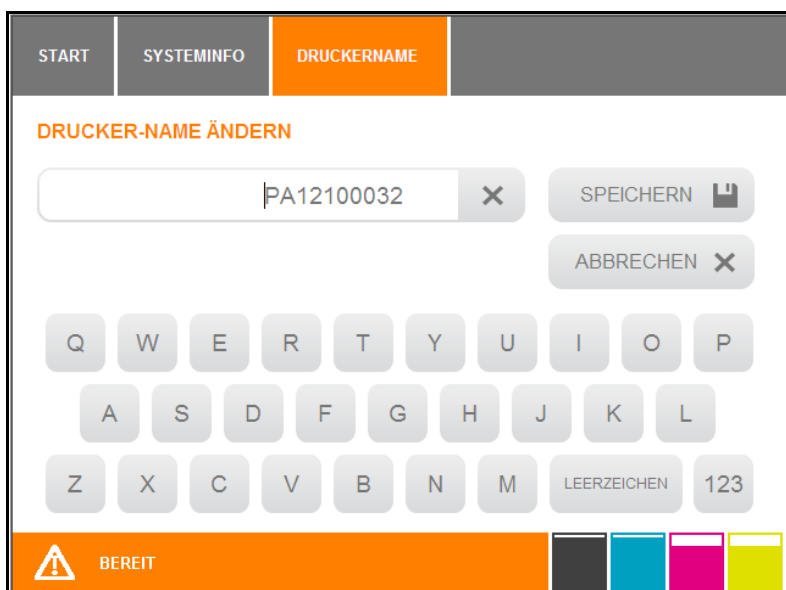 START SYSTEMINFO DRUCKERNAME
DRUCKER-NAME ÄNDERN
PA12100032 SPEICHERN
ABBRECHEN
Q W E R T Y U I O P
A S D F G H J K L
Z X C V B N M LEERZEICHEN 123
BEREIT